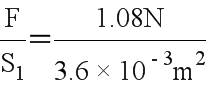 F/S₁ = 1.08N/3.6 × 10⁻³m²